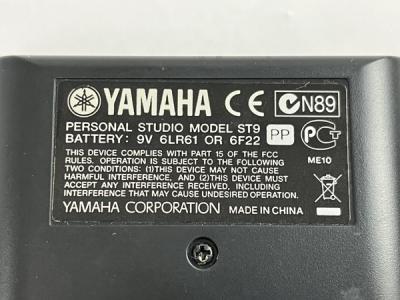 YAMAHA CE N89
PERSONAL STUDIO MODEL ST9
BATTERY: 9V 6LR61 OR 6F22 PP
ME10
THIS DEVICE COMPLIES WITH PART 15 OF THE FCC
RULES. OPERATION IS SUBJECT TO THE FOLLOWING TWO
CONDITIONS: (1)THIS DEVICE MAY NOT CAUSE
HARMFUL INTERFERENCE, AND (2)THIS DEVICE MUST
ACCEPT ANY INTERFERENCE RECEIVED, INCLUDING
INTERFERENCE THAT MAY CAUSE UNDESIRED OPERATION.
YAMAHA CORPORATION MADE IN CHINA